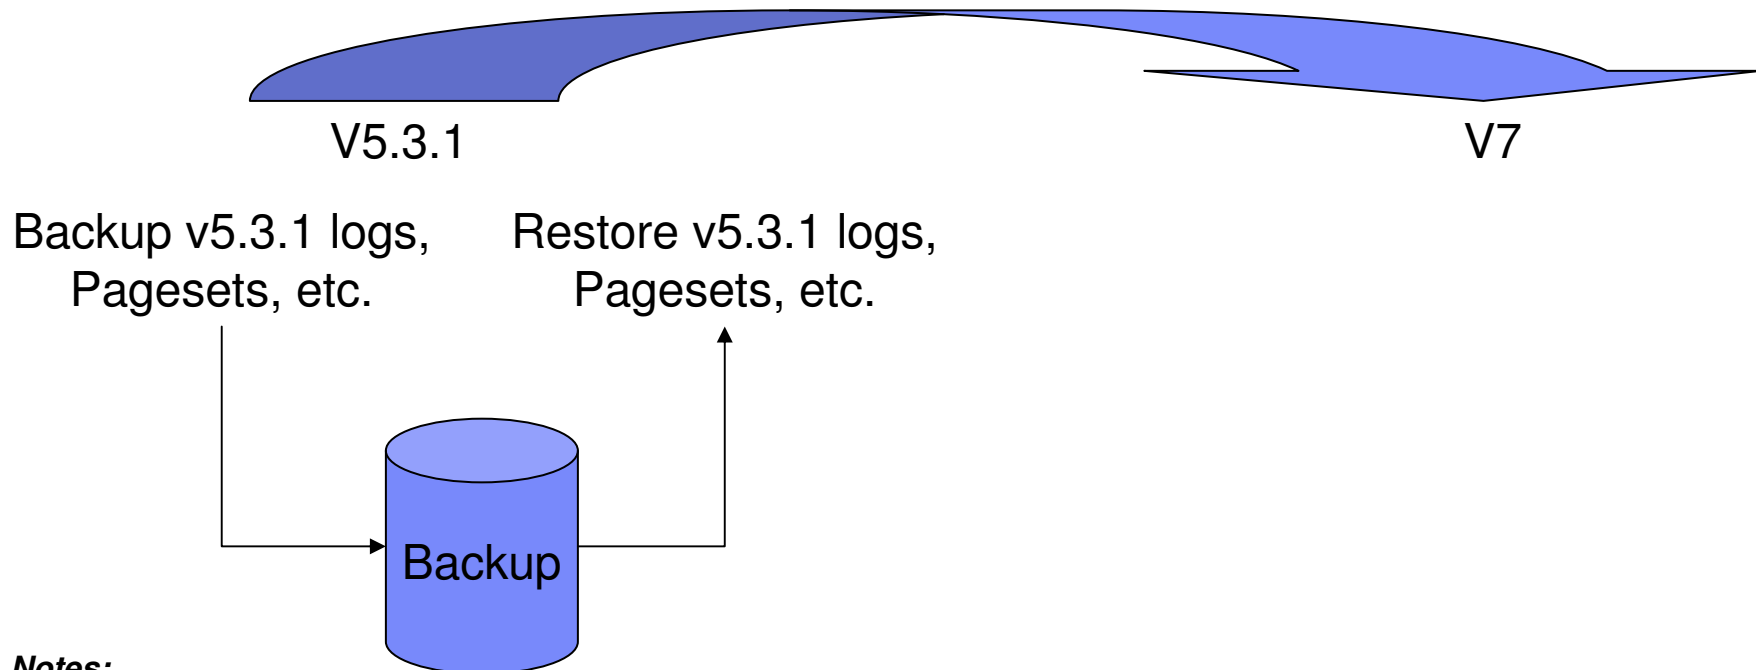 V5.3.1
V7
Backup v5.3.1 logs,
Pagesets, etc.
Restore v5.3.1 logs,
Pagesets, etc.
Backup
Notes: